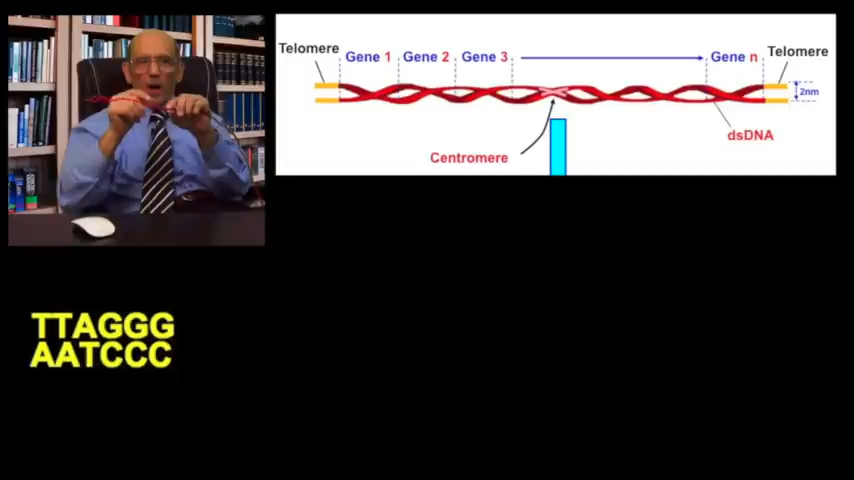 Telomere
Gene 1
Gene 2
Gene 3
Gene n
Telomere
2nm
Centromere
dsDNA
TTAGGG
AATCCC